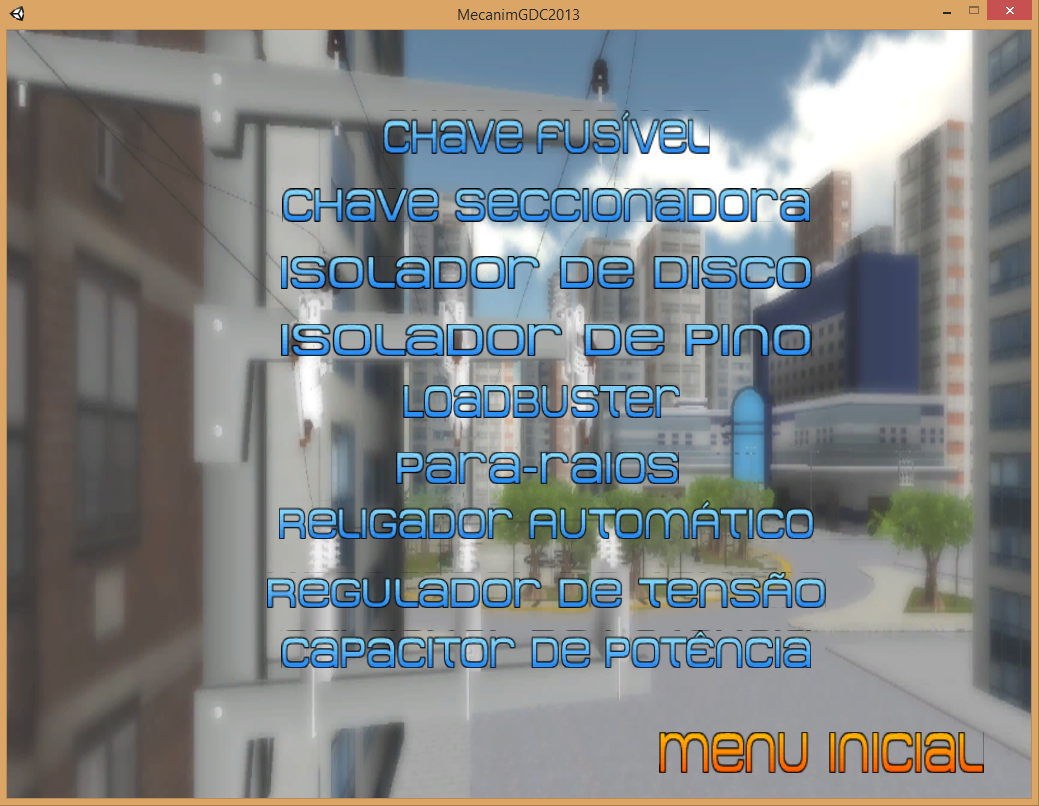 MecanimGDC2013
CHAVE FUSÍVEL
CHAVE SECCIONADORA
ISOLADOR DE DISCO
ISOLADOR DE PINO
LOADBUSTER
PARA-RAIOS
RELIGADOR AUTOMÁTICO
REGULADOR DE TENSÃO
CAPACITOR DE POTÊNCIA
MENU INICIAL